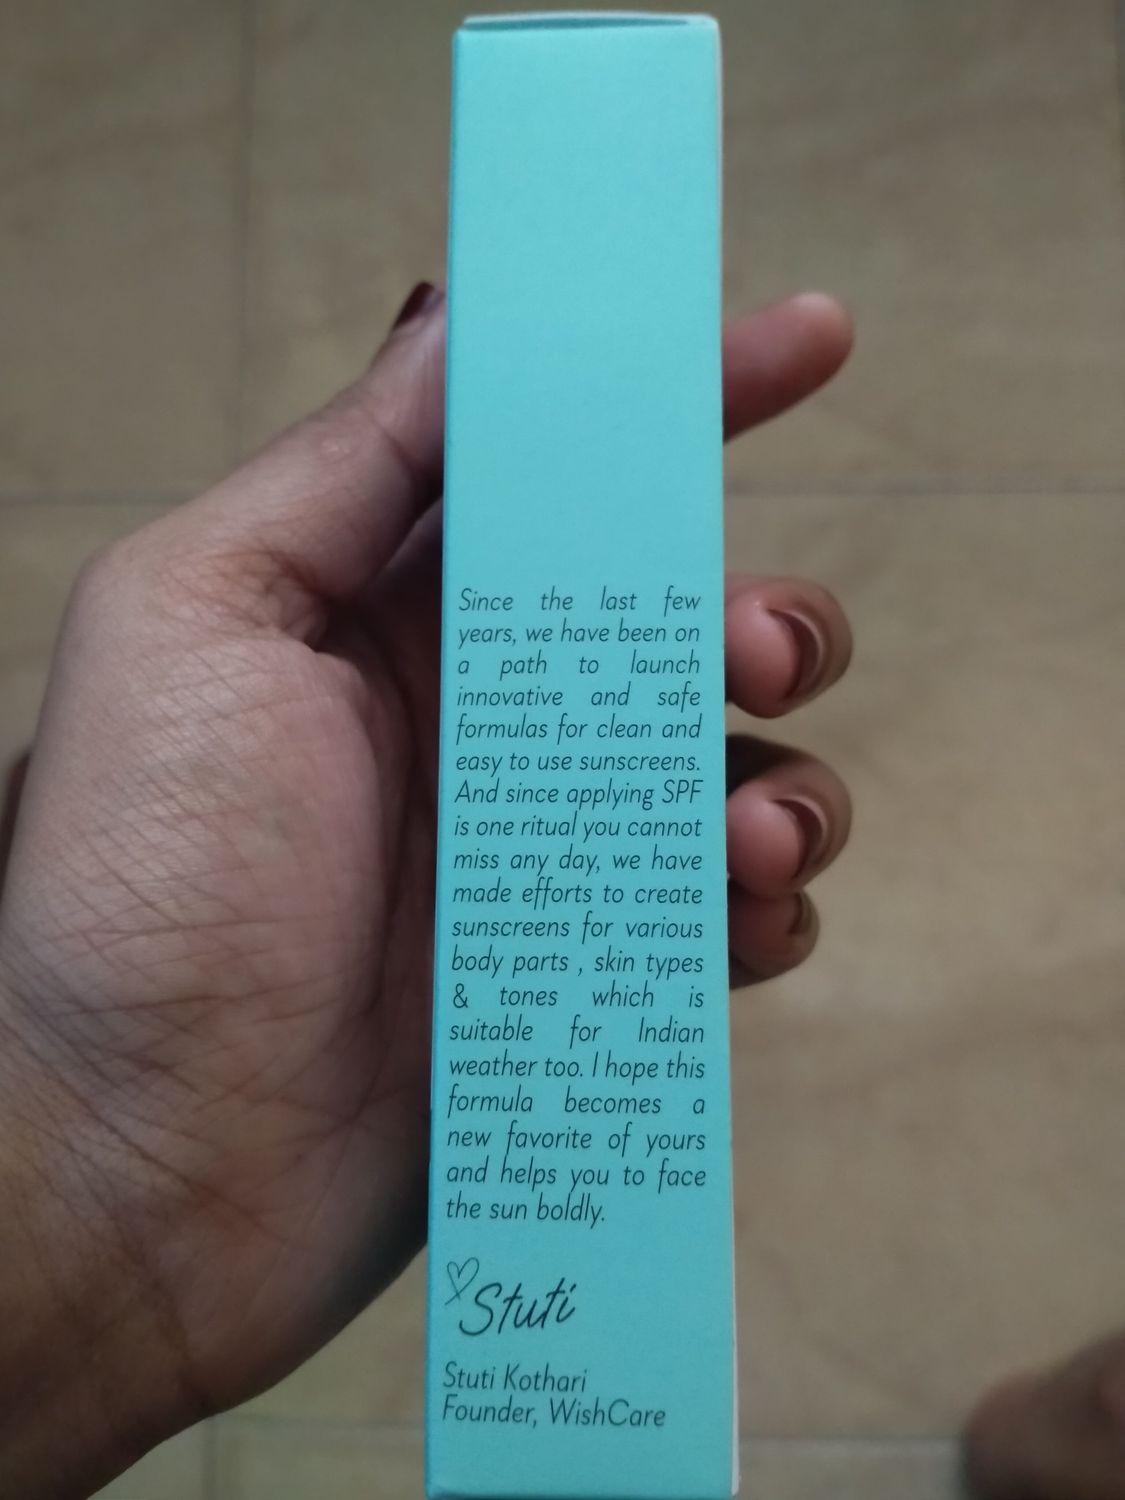 Since the last few
years, we have been on
a path to launch
innovative and safe
formulas for clean and
easy to use sunscreens.
And since applying SPF
is one ritual you cannot
miss any day, we have
made efforts to create
sunscreens for various
body parts , skin types
& tones which is
suitable for Indian
weather too. I hope this
formula becomes a
new favorite of yours
and helps you to face
the sun boldly.
Stuti
Stuti Kothari
Founder, WishCare